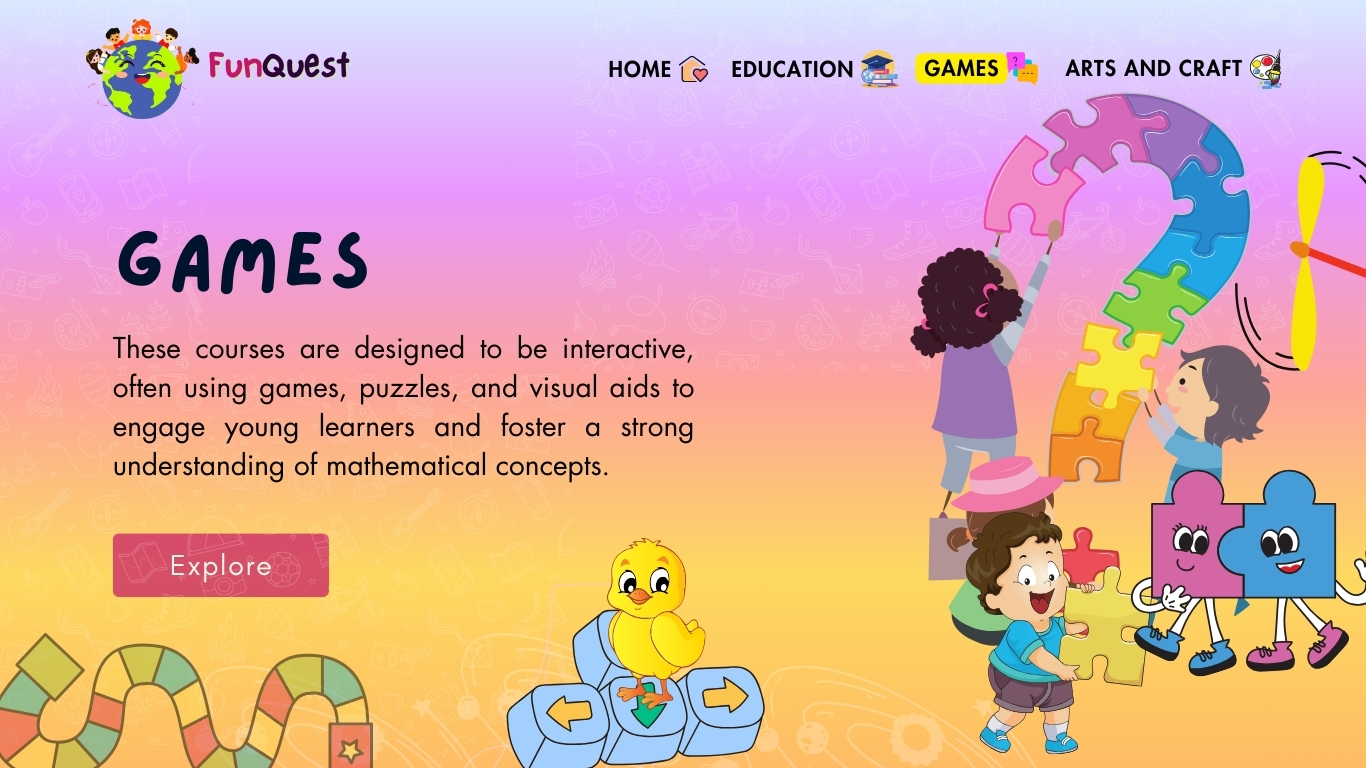 FunQuest
HOME
EDUCATION
GAMES
ARTS AND CRAFT
GAMES
These courses are designed to be interactive,
often using games, puzzles, and visual aids to
engage young learners and foster a strong
understanding of mathematical concepts.
Explore